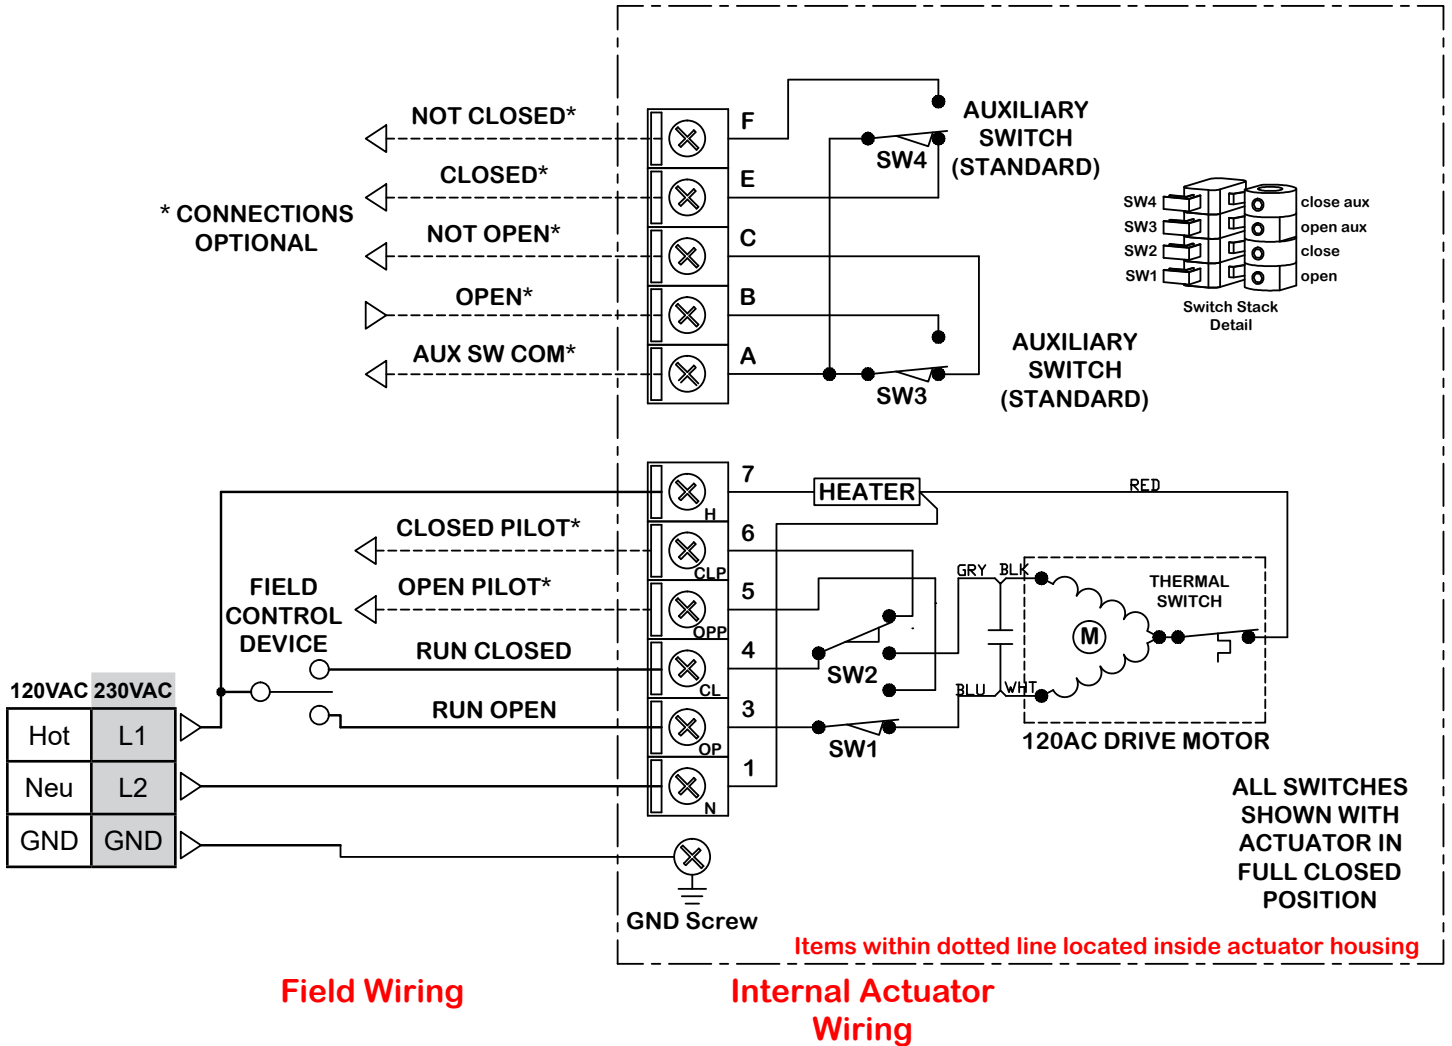 NOT CLOSED*
CLOSED*
* CONNECTIONS
OPTIONAL
NOT OPEN*
OPEN*
AUX SW COM*
F
E
C
B
A
SW4
AUXILIARY
SWITCH
(STANDARD)
SW3
AUXILIARY
SWITCH
(STANDARD)
SW4
SW3
SW2
SW1
close aux
open aux
close
open
Switch Stack
Detail
7
H
HEATER
RED
CLOSED PILOT*
6
CLP
OPEN PILOT*
5
OPP
FIELD
CONTROL
DEVICE
RUN CLOSED
4
CL
RUN OPEN
3
OP
1
N
SW2
SW1
GRY BLK
BLU WHT
THERMAL
SWITCH
M
120AC DRIVE MOTOR
120VAC 230VAC
Hot L1
Neu L2
GND GND
GND Screw
ALL SWITCHES
SHOWN WITH
ACTUATOR IN
FULL CLOSED
POSITION
Items within dotted line located inside actuator housing
Field Wiring
Internal Actuator
Wiring